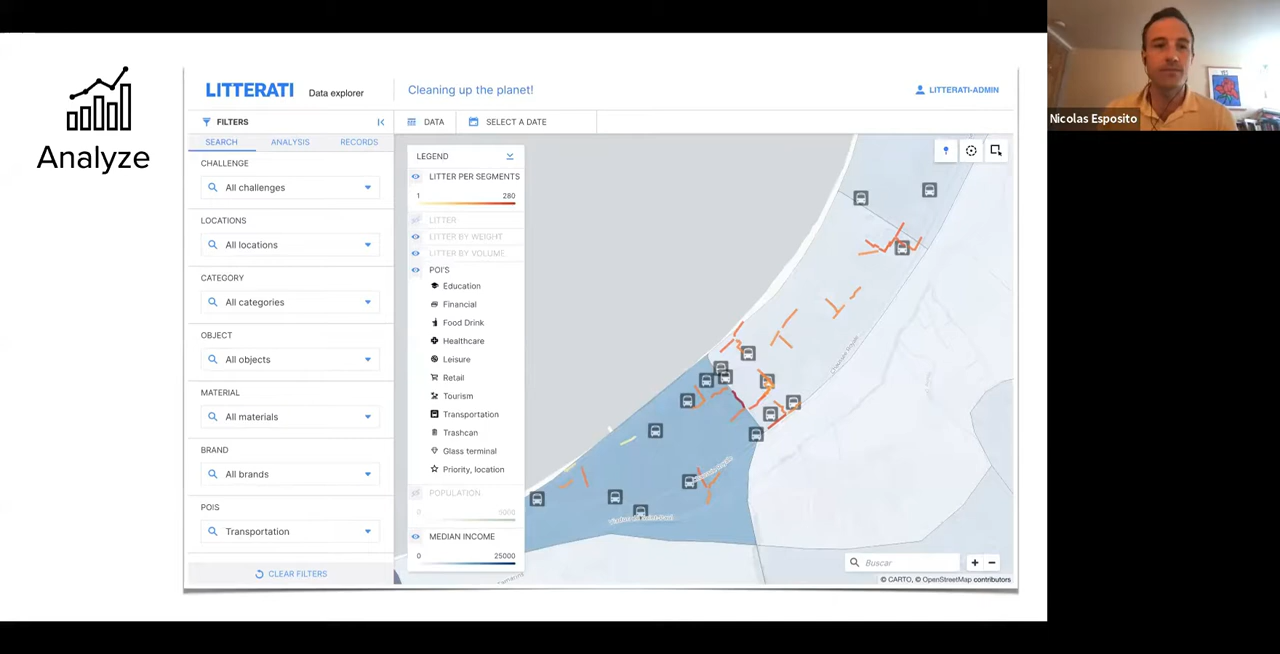 Analyze
LITTERATI Data explorer
Cleaning up the planet!
LITTERATI-ADMIN
FILTERS
DATA
SELECT A DATE
SEARCH ANALYSIS RECORDS
CHALLENGE
All challenges
LOCATIONS
All locations
CATEGORY
All categories
OBJECT
All objects
MATERIAL
All materials
BRAND
All brands
POIS
Transportation
CLEAR FILTERS
LEGEND
LITTER PER SEGMENTS
1 280
LITTER
LITTER BY WEIGHT
LITTER BY VOLUME
POI'S
Education
Financial
Food Drink
Healthcare
Leisure
Retail
Tourism
Transportation
Trashcan
Glass terminal
Priority, location
POPULATION
0 5000
MEDIAN INCOME
0 25000
Buscar
+ −
© CARTO, © OpenStreetMap contributors
Nicolas Esposito